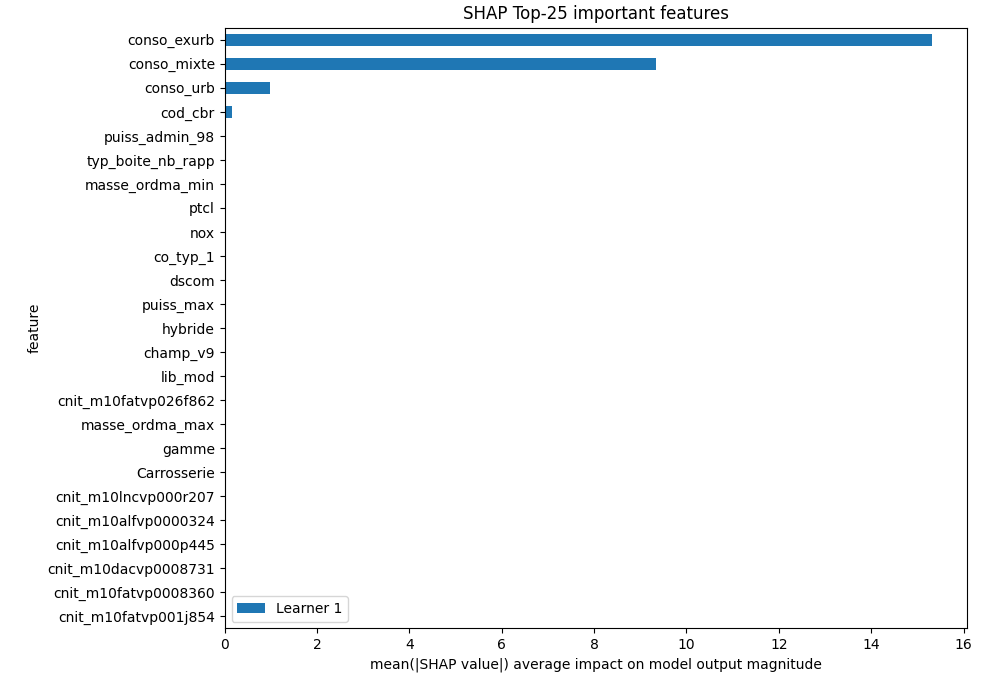 SHAP Top-25 important features
conso_exurb
conso_mixte
conso_urb
cod_cbr
puiss_admin_98
typ_boite_nb_rapp
masse_ordma_min
ptcl
nox
co_typ_1
dscom
puiss_max
hybride
champ_v9
lib_mod
cnit_m10fatvp026f862
masse_ordma_max
gamme
Carrosserie
cnit_m10lncvp000r207
cnit_m10alfvp0000324
cnit_m10alfvp000p445
cnit_m10dacvp0008731
cnit_m10fatvp0008360
cnit_m10fatvp001j854
feature
Learner 1
0 2 4 6 8 10 12 14 16
mean(|SHAP value|) average impact on model output magnitude